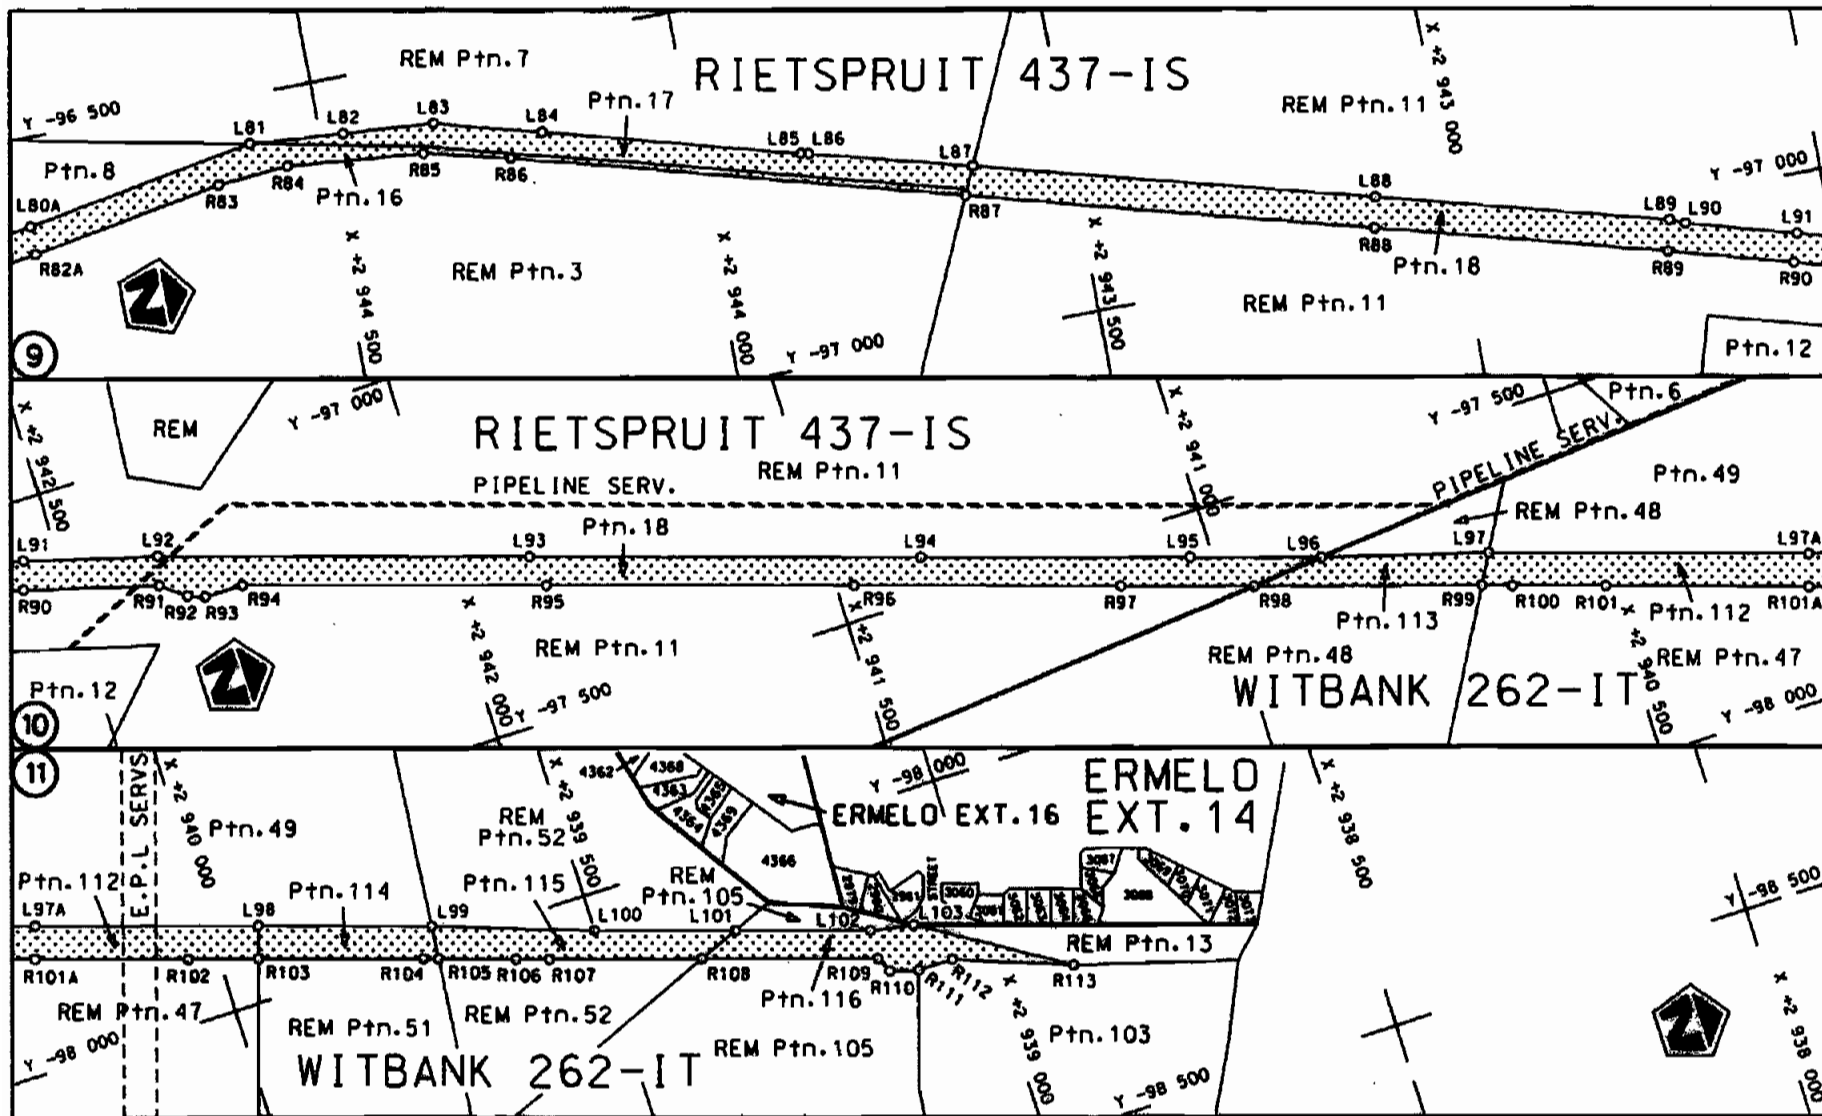 REM Ptn.7
RIETSPRUIT 437-IS
X +2 943 000
Y -96 500
Ptn.17
REM Ptn.11
L81
L82
L83
L84
L85
L86
L87
Y -97 000
Ptn.8
R83
R84
Ptn.16
R85
R86
R87
L88
L89
L90
L91
L80A
R82A
X +2 944 500
REM Ptn.3
X +2 944 000
X +2 943 500
R88
Ptn.18
R89
R90
REM Ptn.11
Y -97 000
Ptn.12
9
X +2 942 500
REM
Y -97 000
RIETSPRUIT 437-IS
REM Ptn.11
X +2 941 000
Y -97 500
Ptn.6
PIPELINE SERV.
PIPELINE SERV.
Ptn.49
Ptn.18
REM Ptn.48
L91
L92
L93
L94
L95
L96
L97
L97A
R90
R91
R92
R93
R94
R95
R96
R97
R98
R99
R100
R101
R101A
Ptn.113
Ptn.112
X +2 942 000
REM Ptn.11
X +2 941 500
REM Ptn.48
X +2 940 500
REM Ptn.47
Ptn.12
WITBANK 262-IT
Y -97 500
Y -98 000
10
11
E.P.L SERVS
X +2 940 000
Ptn.49
X +2 939 500
REM
Ptn.52
4362
4368
4363
4365
4364
4369
4366
Y -98 000
ERMELO EXT.16
ERMELO
EXT.14
X +2 938 500
Y -98 500
Ptn.112
Ptn.114
Ptn.115
REM
Ptn.105
STREET
3060
3061
3067
3068
L97A
L98
L99
L100
L101
L102
L103
REM Ptn.13
R101A
R102
R103
R104
R105
R106
R107
R108
R109
R110
R111
R112
R113
Ptn.116
REM Ptn.47
REM Ptn.51
REM Ptn.52
REM Ptn.105
X +2 939 000
Ptn.103
X +2 938 000
Y -98 000
WITBANK 262-IT
Y -98 500